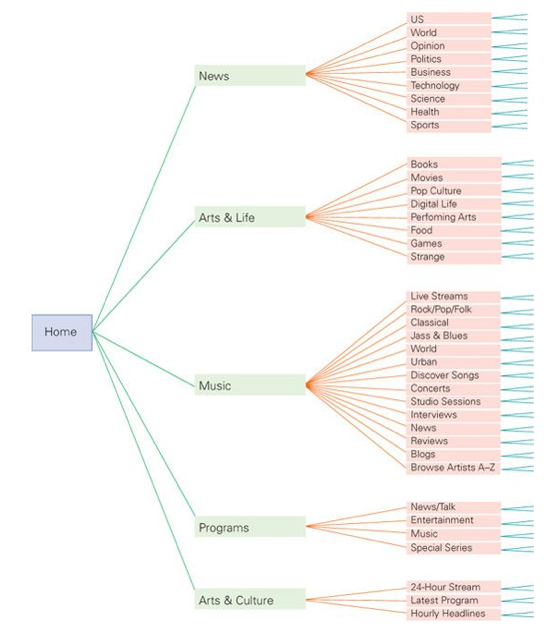 Home
News
US
World
Opinion
Politics
Business
Technology
Science
Health
Sports
Arts & Life
Books
Movies
Pop Culture
Digital Life
Perfoming Arts
Food
Games
Strange
Music
Live Streams
Rock/Pop/Folk
Classical
Jass & Blues
World
Urban
Discover Songs
Concerts
Studio Sessions
Interviews
News
Reviews
Blogs
Browse Artists A–Z
Programs
News/Talk
Entertainment
Music
Special Series
Arts & Culture
24-Hour Stream
Latest Program
Hourly Headlines